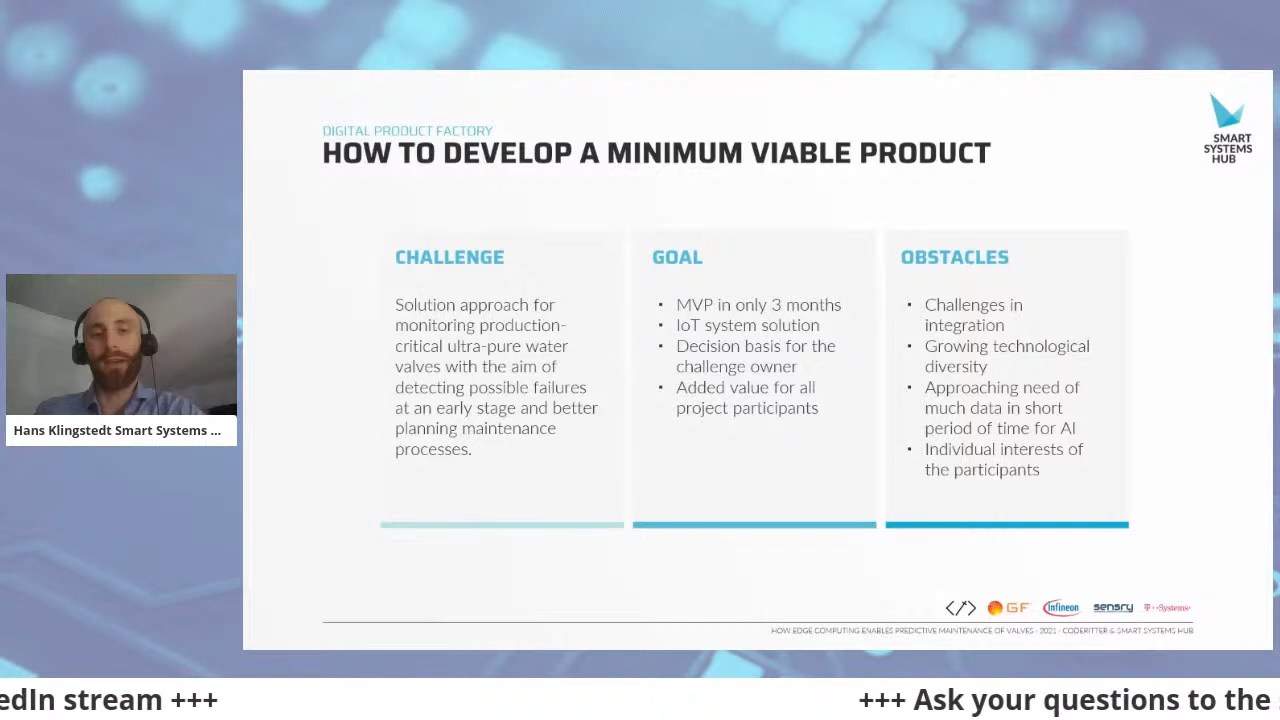 DIGITAL PRODUCT FACTORY
HOW TO DEVELOP A MINIMUM VIABLE PRODUCT
SMART
SYSTEMS
HUB
CHALLENGE
Solution approach for
monitoring production-
critical ultra-pure water
valves with the aim of
detecting possible failures
at an early stage and better
planning maintenance
processes.
GOAL
▪ MVP in only 3 months
▪ IoT system solution
▪ Decision basis for the
challenge owner
▪ Added value for all
project participants
OBSTACLES
▪ Challenges in
integration
▪ Growing technological
diversity
▪ Approaching need of
much data in short
period of time for AI
▪ Individual interests of
the participants
Hans Klingstedt Smart Systems ...
</> GF Infineon sensry T··Systems·
HOW EDGE COMPUTING ENABLES PREDICTIVE MAINTENANCE OF VALVES · 2021 · CODERITTER & SMART SYSTEMS HUB
edIn stream +++ +++ Ask your questions to the